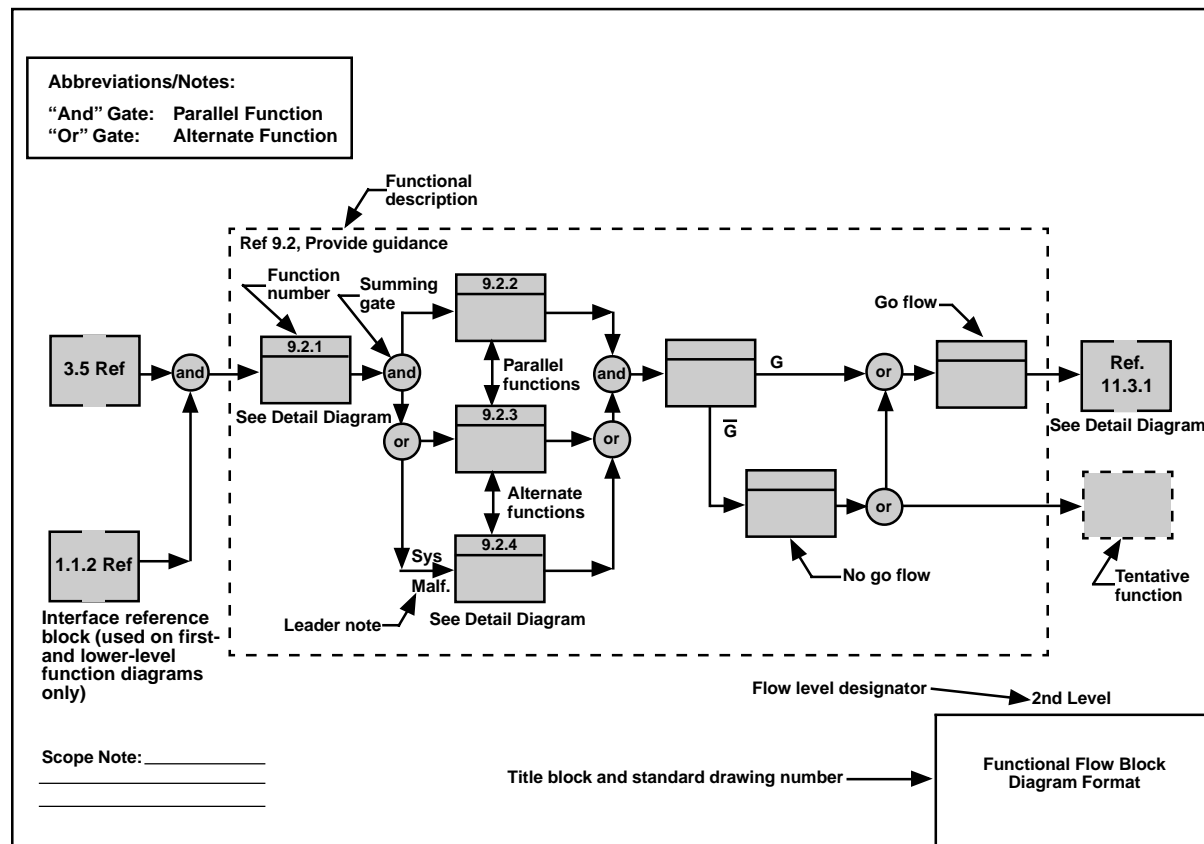 Abbreviations/Notes:
“And” Gate: Parallel Function
“Or” Gate: Alternate Function
Functional
description
Ref 9.2, Provide guidance
Function
number
Summing
gate
9.2.2
Go flow
3.5 Ref
and
9.2.1
and
Parallel
functions
and
G
or
Ref.
11.3.1
See Detail Diagram
See Detail Diagram
or
9.2.3
or
G̅
Alternate
functions
or
1.1.2 Ref
Sys
Malf.
9.2.4
No go flow
Tentative
function
Leader note
See Detail Diagram
Interface reference
block (used on first-
and lower-level
function diagrams
only)
Flow level designator
2nd Level
Scope Note:
Title block and standard drawing number
Functional Flow Block
Diagram Format